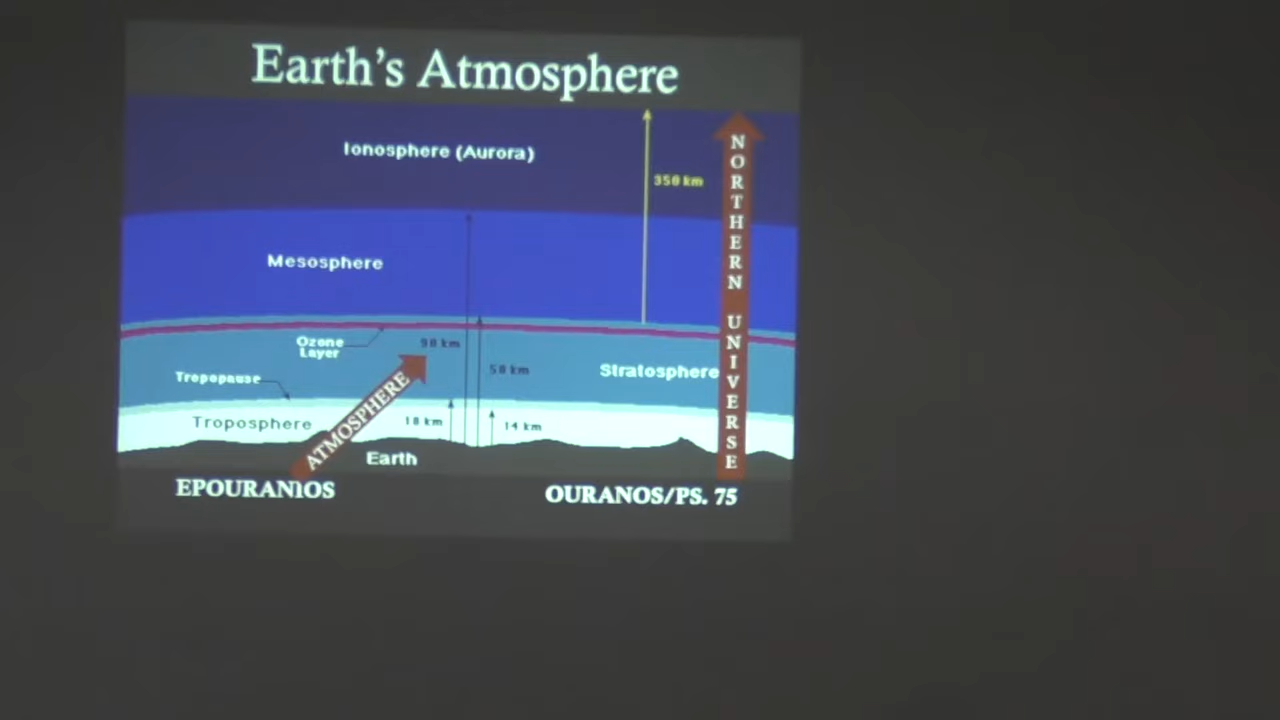 Earth's Atmosphere
Ionosphere (Aurora)
350 km
Mesosphere
Ozone
Layer
90 km
50 km
Stratosphere
Tropopause
Troposphere
18 km
14 km
Earth
ATMOSPHERE
NORTHERN UNIVERSE
EPOURANIOS
OURANOS/PS. 75